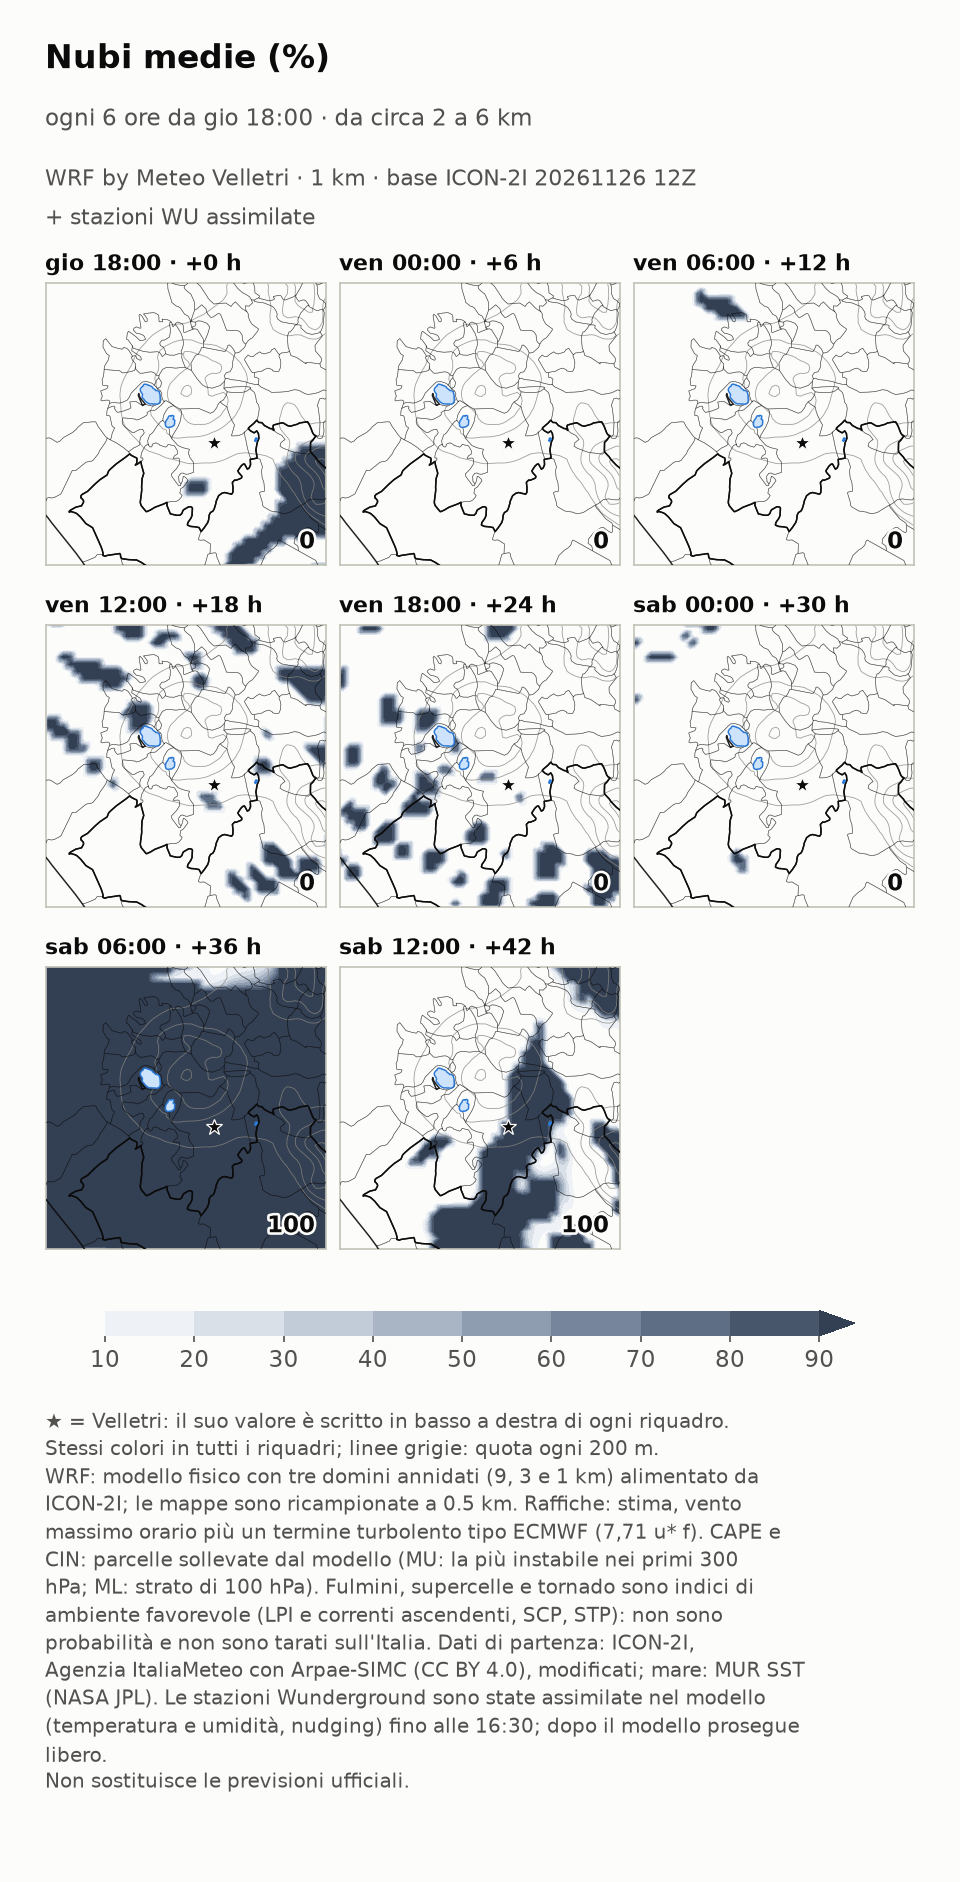 Nubi medie (%)
ogni 6 ore da gio 18:00 · da circa 2 a 6 km
WRF by Meteo Velletri · 1 km · base ICON-2I 20261126 12Z
+ stazioni WU assimilate
gio 18:00 · +0 h
0
ven 00:00 · +6 h
0
ven 06:00 · +12 h
0
ven 12:00 · +18 h
0
ven 18:00 · +24 h
0
sab 00:00 · +30 h
0
sab 06:00 · +36 h
100
sab 12:00 · +42 h
100
10 20 30 40 50 60 70 80 90
★ = Velletri: il suo valore è scritto in basso a destra di ogni riquadro.
Stessi colori in tutti i riquadri; linee grigie: quota ogni 200 m.
WRF: modello fisico con tre domini annidati (9, 3 e 1 km) alimentato da
ICON-2I; le mappe sono ricampionate a 0.5 km. Raffiche: stima, vento
massimo orario più un termine turbolento tipo ECMWF (7,71 u* f). CAPE e
CIN: parcelle sollevate dal modello (MU: la più instabile nei primi 300
hPa; ML: strato di 100 hPa). Fulmini, supercelle e tornado sono indici di
ambiente favorevole (LPI e correnti ascendenti, SCP, STP): non sono
probabilità e non sono tarati sull'Italia. Dati di partenza: ICON-2I,
Agenzia ItaliaMeteo con Arpae-SIMC (CC BY 4.0), modificati; mare: MUR SST
(NASA JPL). Le stazioni Wunderground sono state assimilate nel modello
(temperatura e umidità, nudging) fino alle 16:30; dopo il modello prosegue
libero.
Non sostituisce le previsioni ufficiali.